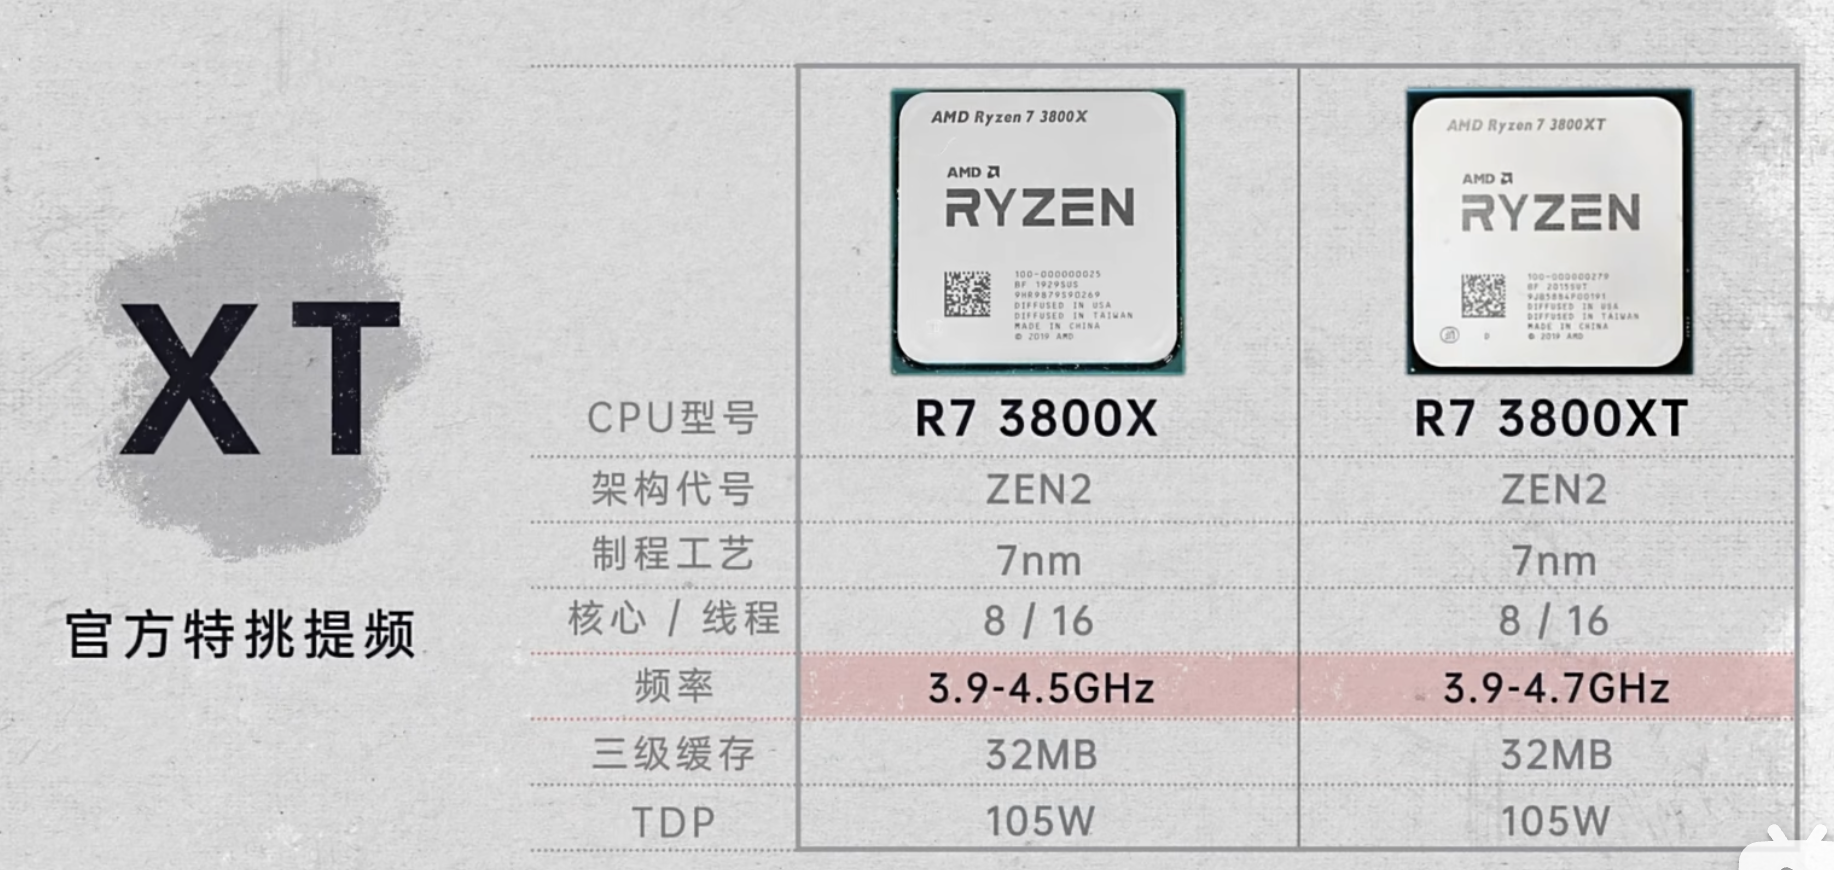 AMD Ryzen 7 3800X
AMD
RYZEN
100-000000025
BF 1929SUS
9HR9879S90269
DIFFUSED IN USA
DIFFUSED IN TAIWAN
MADE IN CHINA
© 2019 AMD
AMD Ryzen 7 3800XT
AMD
RYZEN
100-000000279
BF 2015SUT
DIFFUSED IN USA
DIFFUSED IN TAIWAN
MADE IN CHINA
© 2019 AMD
XT
官方特挑提频
CPU型号 R7 3800X R7 3800XT
架构代号 ZEN2 ZEN2
制程工艺 7nm 7nm
核心 / 线程 8 / 16 8 / 16
频率 3.9-4.5GHz 3.9-4.7GHz
三级缓存 32MB 32MB
TDP 105W 105W